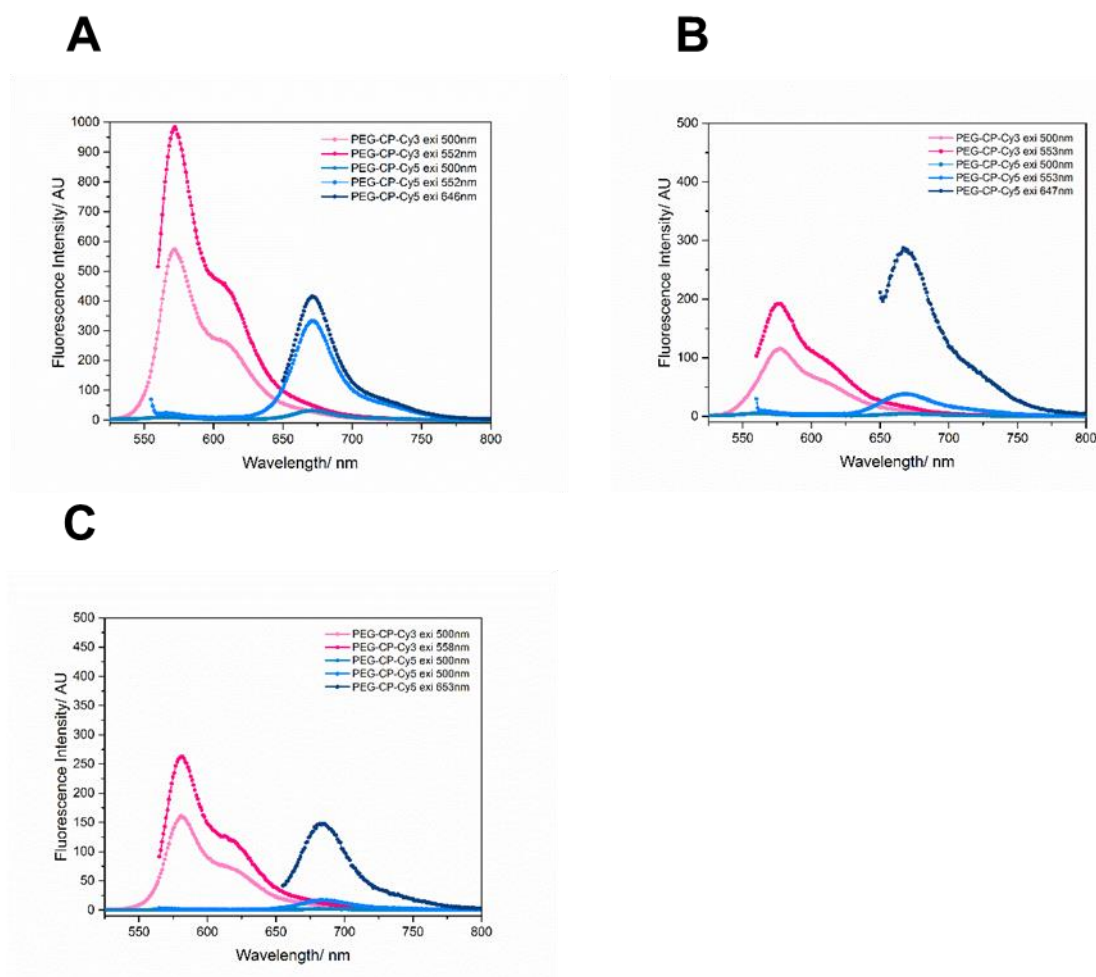 A
B
1000
900
800
700
600
500
400
300
200
100
0
550
600
650
700
750
800
Fluorescence Intensity/ AU
Wavelength/ nm
PEG-CP-Cy3 exi 500nm
PEG-CP-Cy3 exi 552nm
PEG-CP-Cy5 exi 500nm
PEG-CP-Cy5 exi 552nm
PEG-CP-Cy5 exi 646nm
500
400
300
200
100
0
550
600
650
700
750
800
Fluorescence Intensity/ AU
Wavelength/ nm
PEG-CP-Cy3 exi 500nm
PEG-CP-Cy3 exi 553nm
PEG-CP-Cy5 exi 500nm
PEG-CP-Cy5 exi 553nm
PEG-CP-Cy5 exi 647nm
C
500
450
400
350
300
250
200
150
100
50
0
550
600
650
700
750
800
Fluorescence Intensity/ AU
Wavelength/ nm
PEG-CP-Cy3 exi 500nm
PEG-CP-Cy3 exi 558nm
PEG-CP-Cy5 exi 500nm
PEG-CP-Cy5 exi 500nm
PEG-CP-Cy5 exi 653nm